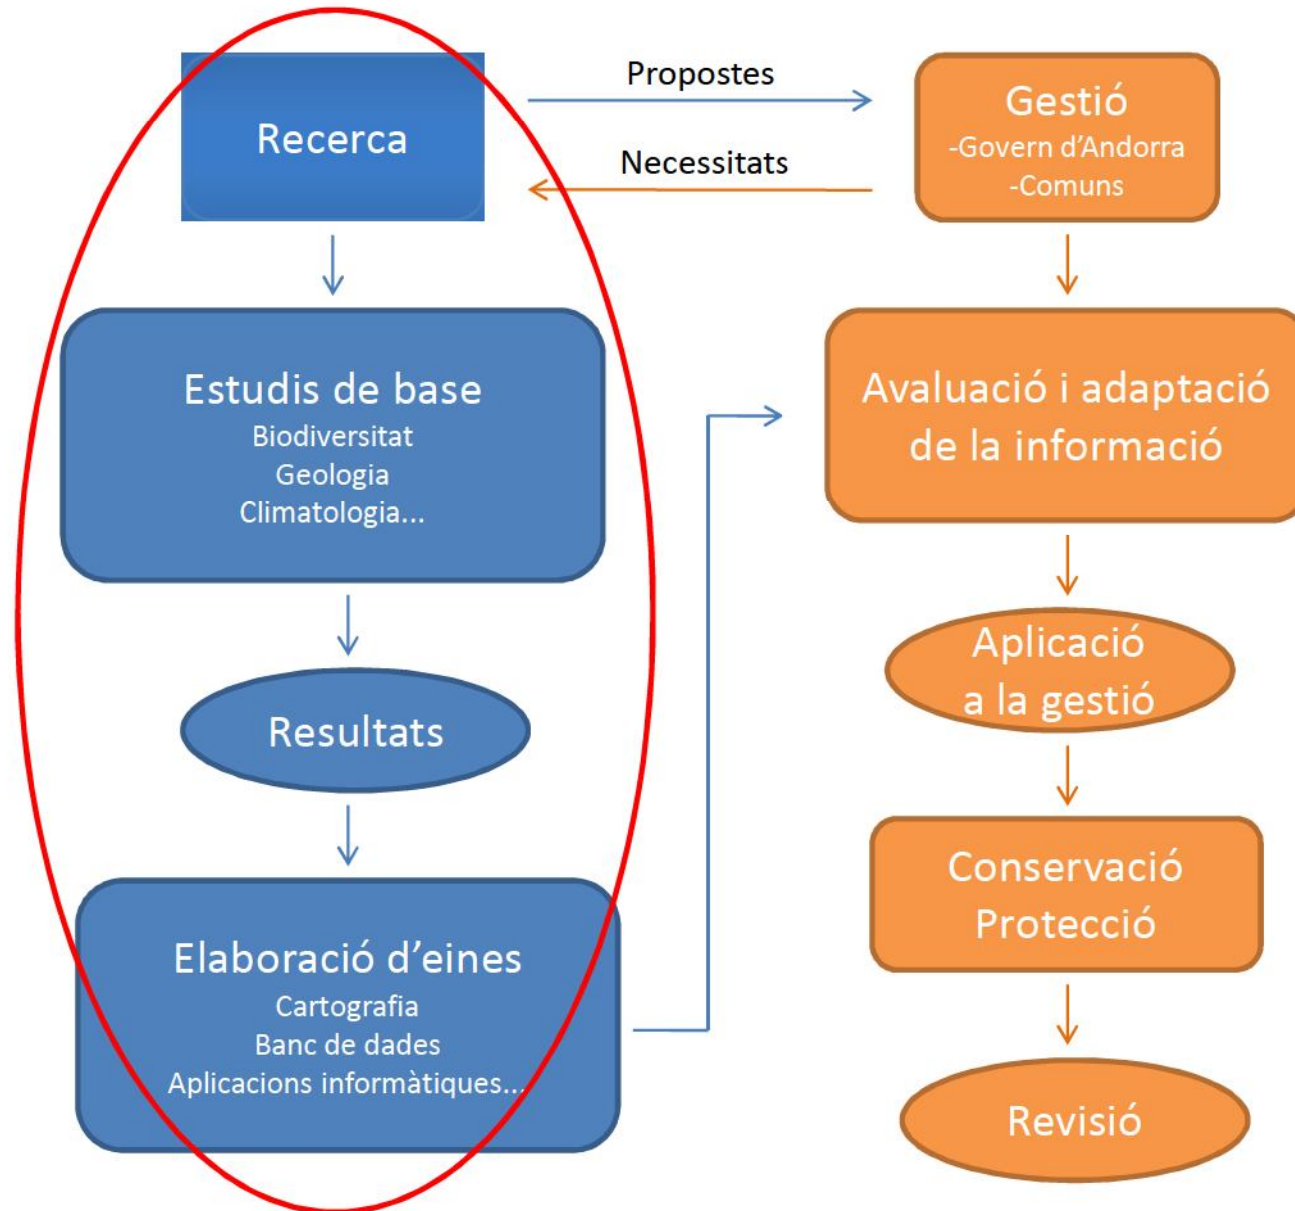 Recerca
Propostes
Necessitats
Gestió
-Govern d’Andorra
-Comuns
Estudis de base
Biodiversitat
Geologia
Climatologia...
Avaluació i adaptació
de la informació
Resultats
Aplicació
a la gestió
Elaboració d’eines
Cartografia
Banc de dades
Aplicacions informàtiques...
Conservació
Protecció
Revisió